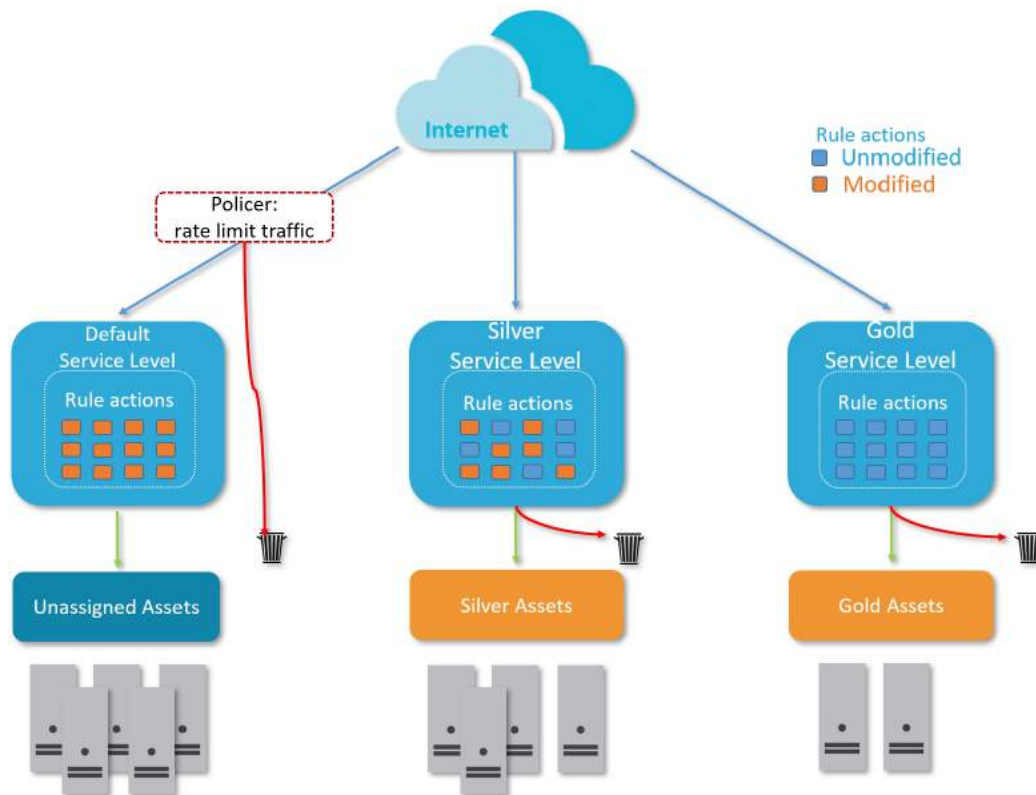 Internet
Rule actions
Unmodified
Modified
Policer:
rate limit traffic
Default
Service Level
Rule actions
Silver
Service Level
Rule actions
Gold
Service Level
Rule actions
Unassigned Assets
Silver Assets
Gold Assets